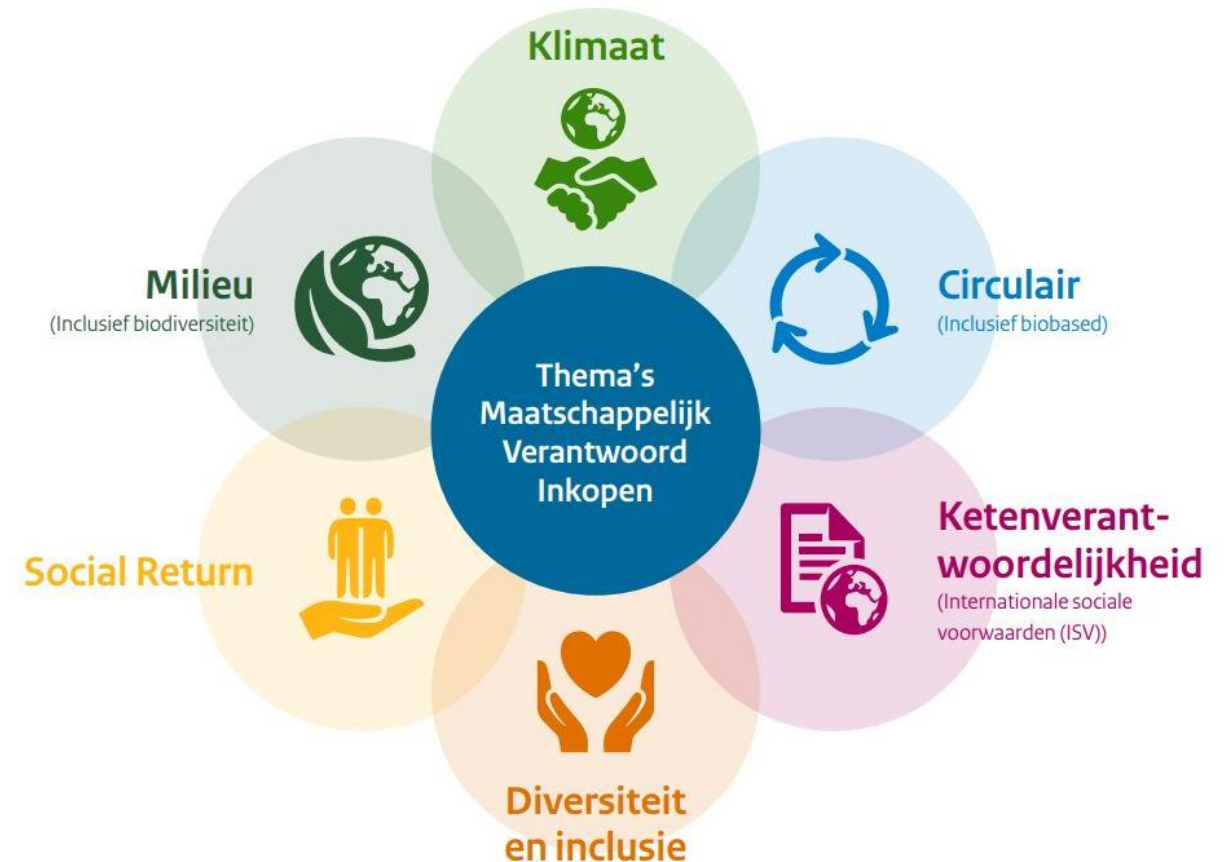 Klimaat
Milieu
(Inclusief biodiversiteit)
Circulair
(Inclusief biobased)
Thema's
Maatschappelijk
Verantwoord
Inkopen
Social Return
Ketenverant-
woordelijkheid
(Internationale sociale
voorwaarden (ISV))
Diversiteit
en inclusie